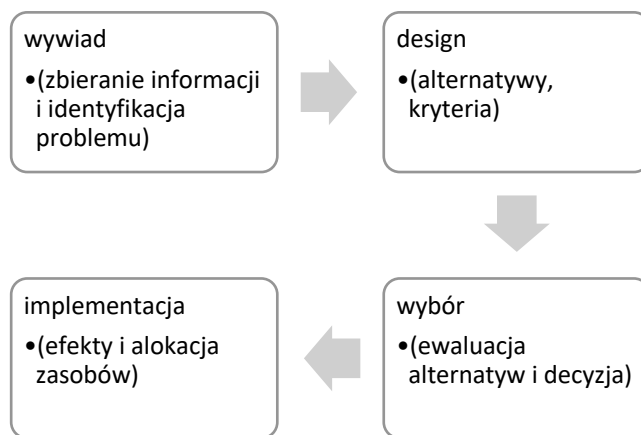 wywiad
•(zbieranie informacji
i identyfikacja
problemu)
design
•(alternatywy,
kryteria)
wybór
•(ewaluacja
alternatyw i decyzja)
implementacja
•(efekty i alokacja
zasobów)